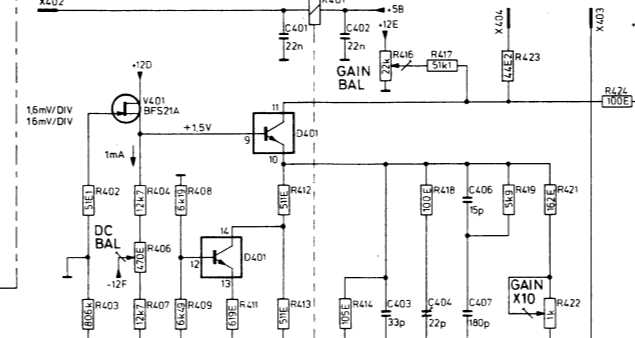 X402
K401
+5B
X404
X403
C401
22n
C402
22n
+12E
R416
22k
R417
51k1
GAIN
BAL
R423
44E2
+12D
V401
BFS21A
1,6mV/DIV
16mV/DIV
+1,5V
11
9
D401
10
R424
100E
1mA
R402
51E1
R404
12k7
R408
6k19
R412
511E
R418
100E
C406
15p
R419
5k9
R421
162E
DC
BAL
R406
470E
-12F
14
12
D401
13
GAIN
X10
R403
806k
R407
12k7
R409
6k49
R411
619E
R413
511E
R414
105E
C403
33p
C404
22p
C407
180p
R422
1k